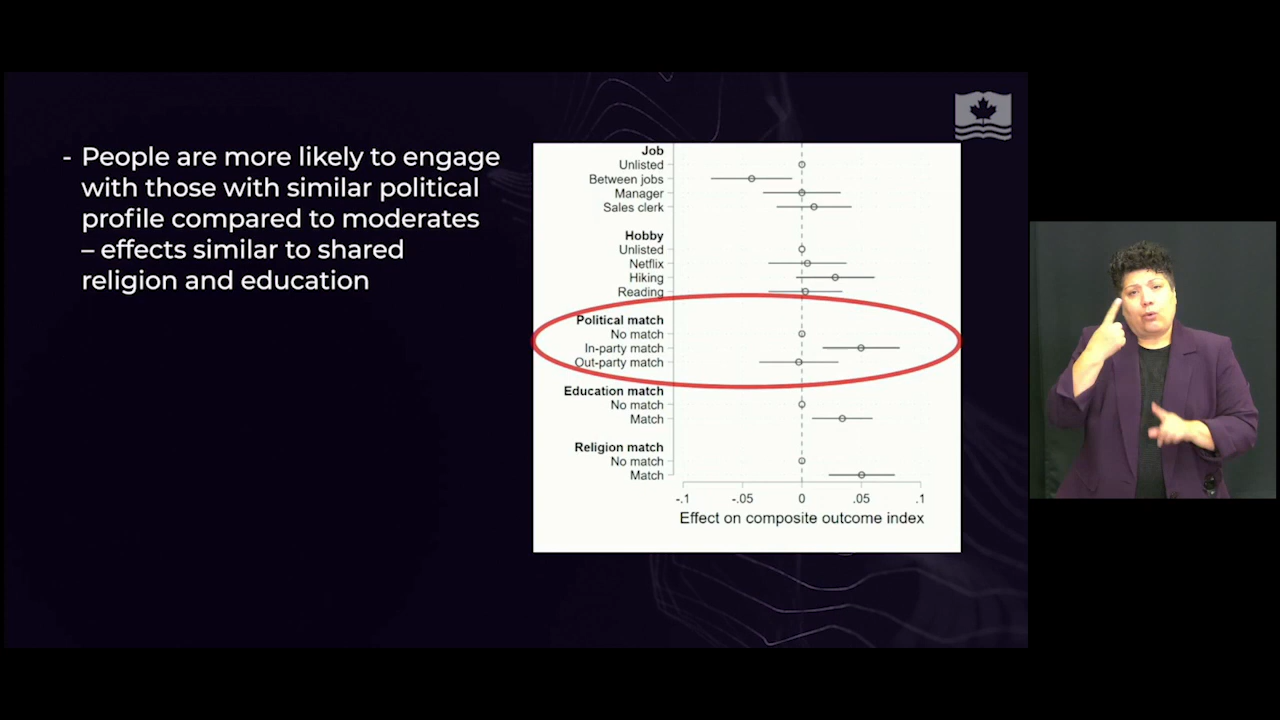 - People are more likely to engage
with those with similar political
profile compared to moderates
– effects similar to shared
religion and education
Job
Unlisted
Between jobs
Manager
Sales clerk
Hobby
Unlisted
Netflix
Hiking
Reading
Political match
No match
In-party match
Out-party match
Education match
No match
Match
Religion match
No match
Match
-.1 -.05 0 .05 .1
Effect on composite outcome index